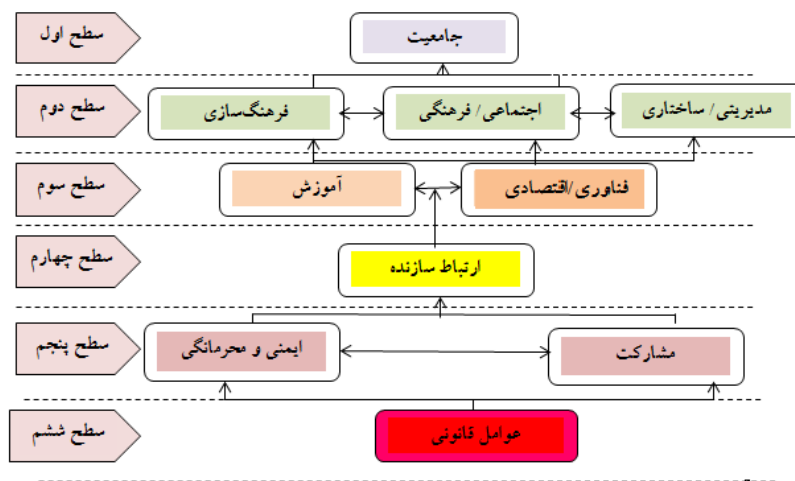 سطح اول
جامعیت
سطح دوم
مدیریتی/ ساختاری
اجتماعی/ فرهنگی
فرهنگ‌سازی
سطح سوم
فناوری/اقتصادی
آموزش
سطح چهارم
ارتباط سازنده
سطح پنجم
مشارکت
ایمنی و محرمانگی
سطح ششم
عوامل قانونی